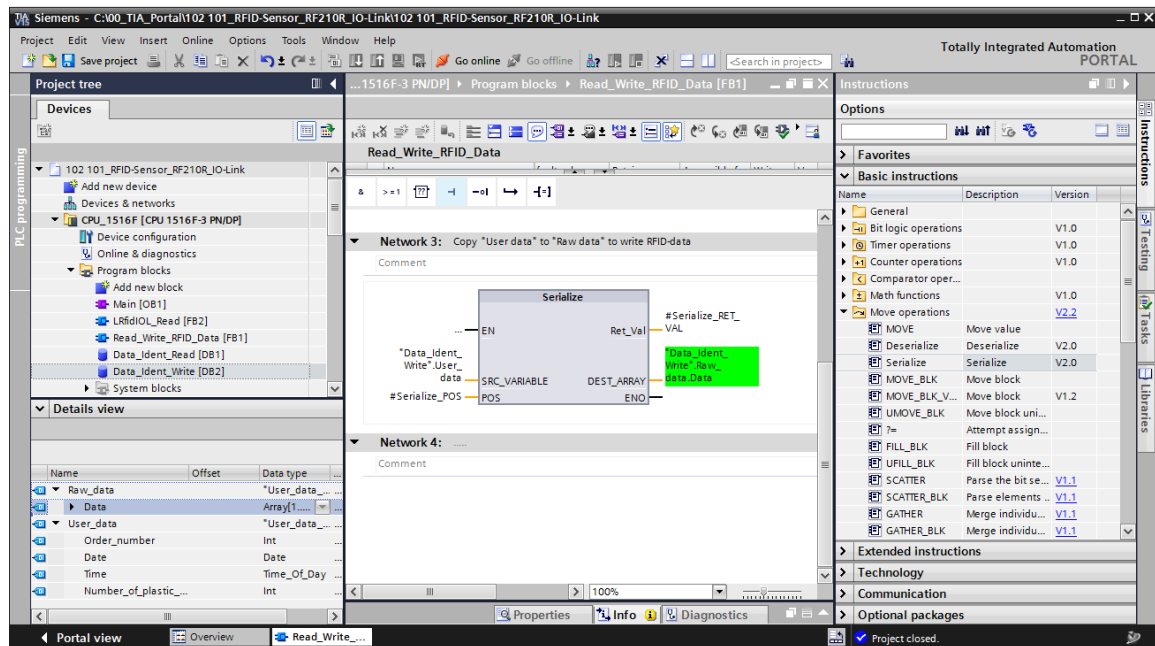 Siemens - C:\00_TIA_Portal\102 101_RFID-Sensor_RF210R_IO-Link\102 101_RFID-Sensor_RF210R_IO-Link
Project Edit View Insert Online Options Tools Window Help
Totally Integrated Automation
PORTAL
Save project Go online Go offline <Search in project>
Project tree
...1516F-3 PN/DP] Program blocks Read_Write_RFID_Data [FB1]
Instructions
Devices
Options
Read_Write_RFID_Data
PLC programming
102 101_RFID-Sensor_RF210R_IO-Link
Add new device
Devices & networks
CPU_1516F [CPU 1516F-3 PN/DP]
Device configuration
Online & diagnostics
Program blocks
Add new block
Main [OB1]
LRfidIOL_Read [FB2]
Read_Write_RFID_Data [FB1]
Data_Ident_Read [DB1]
Data_Ident_Write [DB2]
System blocks
Details view
Name Offset Data type ...
Raw_data "User_data_... ...
Data Array[1..... ...
User_data "User_data_... ...
Order_number Int ...
Date Date ...
Time Time_Of_Day ...
Number_of_plastic_... Int ...
& >=1 ??
Network 3: Copy "User data" to "Raw data" to write RFID-data
Comment
Serialize
... EN
"Data_Ident_
Write".User_
data SRC_VARIABLE
#Serialize_POS POS
#Serialize_RET_
Ret_Val VAL
"Data_Ident_
Write".Raw_
DEST_ARRAY data.Data
ENO
Network 4: .....
Comment
100%
Properties Info Diagnostics
Favorites
Basic instructions
Name Description Version
General
Bit logic operations V1.0
Timer operations V1.0
Counter operations V1.0
Comparator oper...
Math functions V1.0
Move operations V2.2
MOVE Move value
Deserialize Deserialize V2.0
Serialize Serialize V2.0
MOVE_BLK Move block
MOVE_BLK_V... Move block V1.2
UMOVE_BLK Move block uni...
?= Attempt assign...
FILL_BLK Fill block
UFILL_BLK Fill block uninte...
SCATTER Parse the bit se... V1.1
SCATTER_BLK Parse elements .. V1.1
GATHER Merge individu... V1.1
GATHER_BLK Merge individu... V1.1
Extended instructions
Technology
Communication
Optional packages
Instructions
Testing
Tasks
Libraries
Portal view Overview Read_Write_...
Project closed.